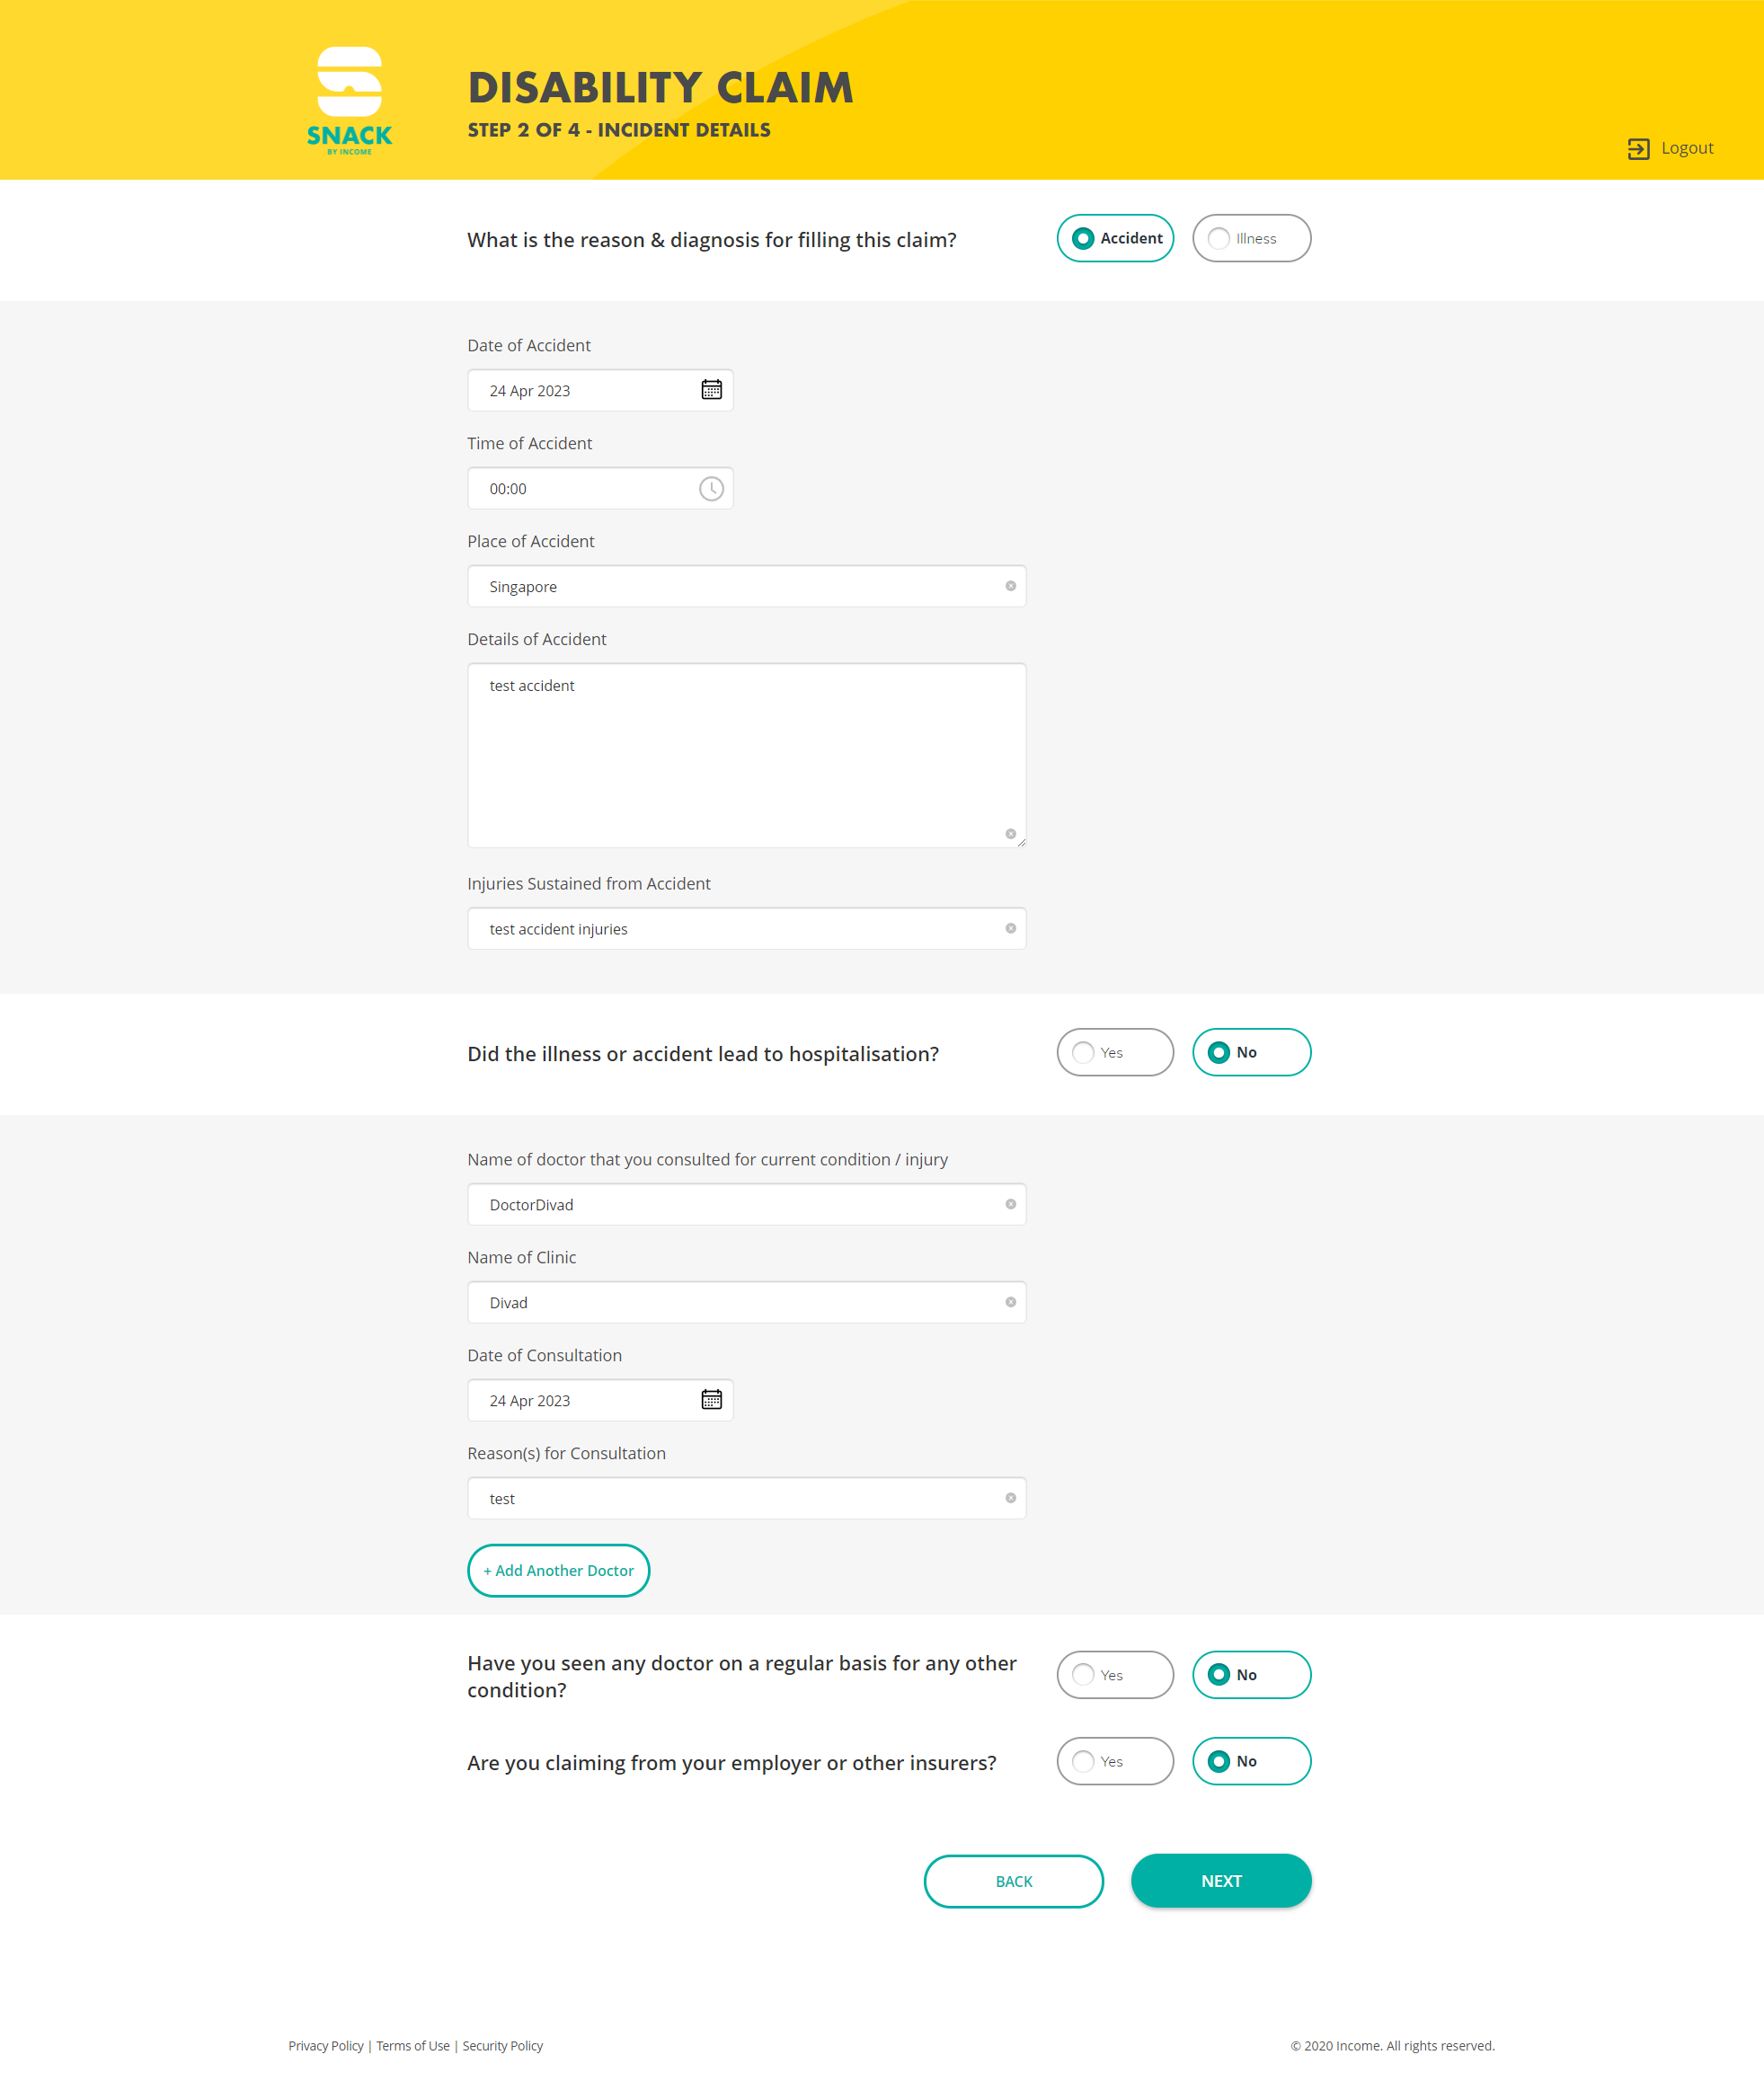 SNACK
BY INCOME
DISABILITY CLAIM
STEP 2 OF 4 - INCIDENT DETAILS
Logout
What is the reason & diagnosis for filling this claim?
Accident
Illness
Date of Accident
24 Apr 2023
Time of Accident
00:00
Place of Accident
Singapore
Details of Accident
test accident
Injuries Sustained from Accident
test accident injuries
Did the illness or accident lead to hospitalisation?
Yes
No
Name of doctor that you consulted for current condition / injury
DoctorDivad
Name of Clinic
Divad
Date of Consultation
24 Apr 2023
Reason(s) for Consultation
test
+ Add Another Doctor
Have you seen any doctor on a regular basis for any other
condition?
Yes
No
Are you claiming from your employer or other insurers?
Yes
No
BACK
NEXT
Privacy Policy | Terms of Use | Security Policy
© 2020 Income. All rights reserved.